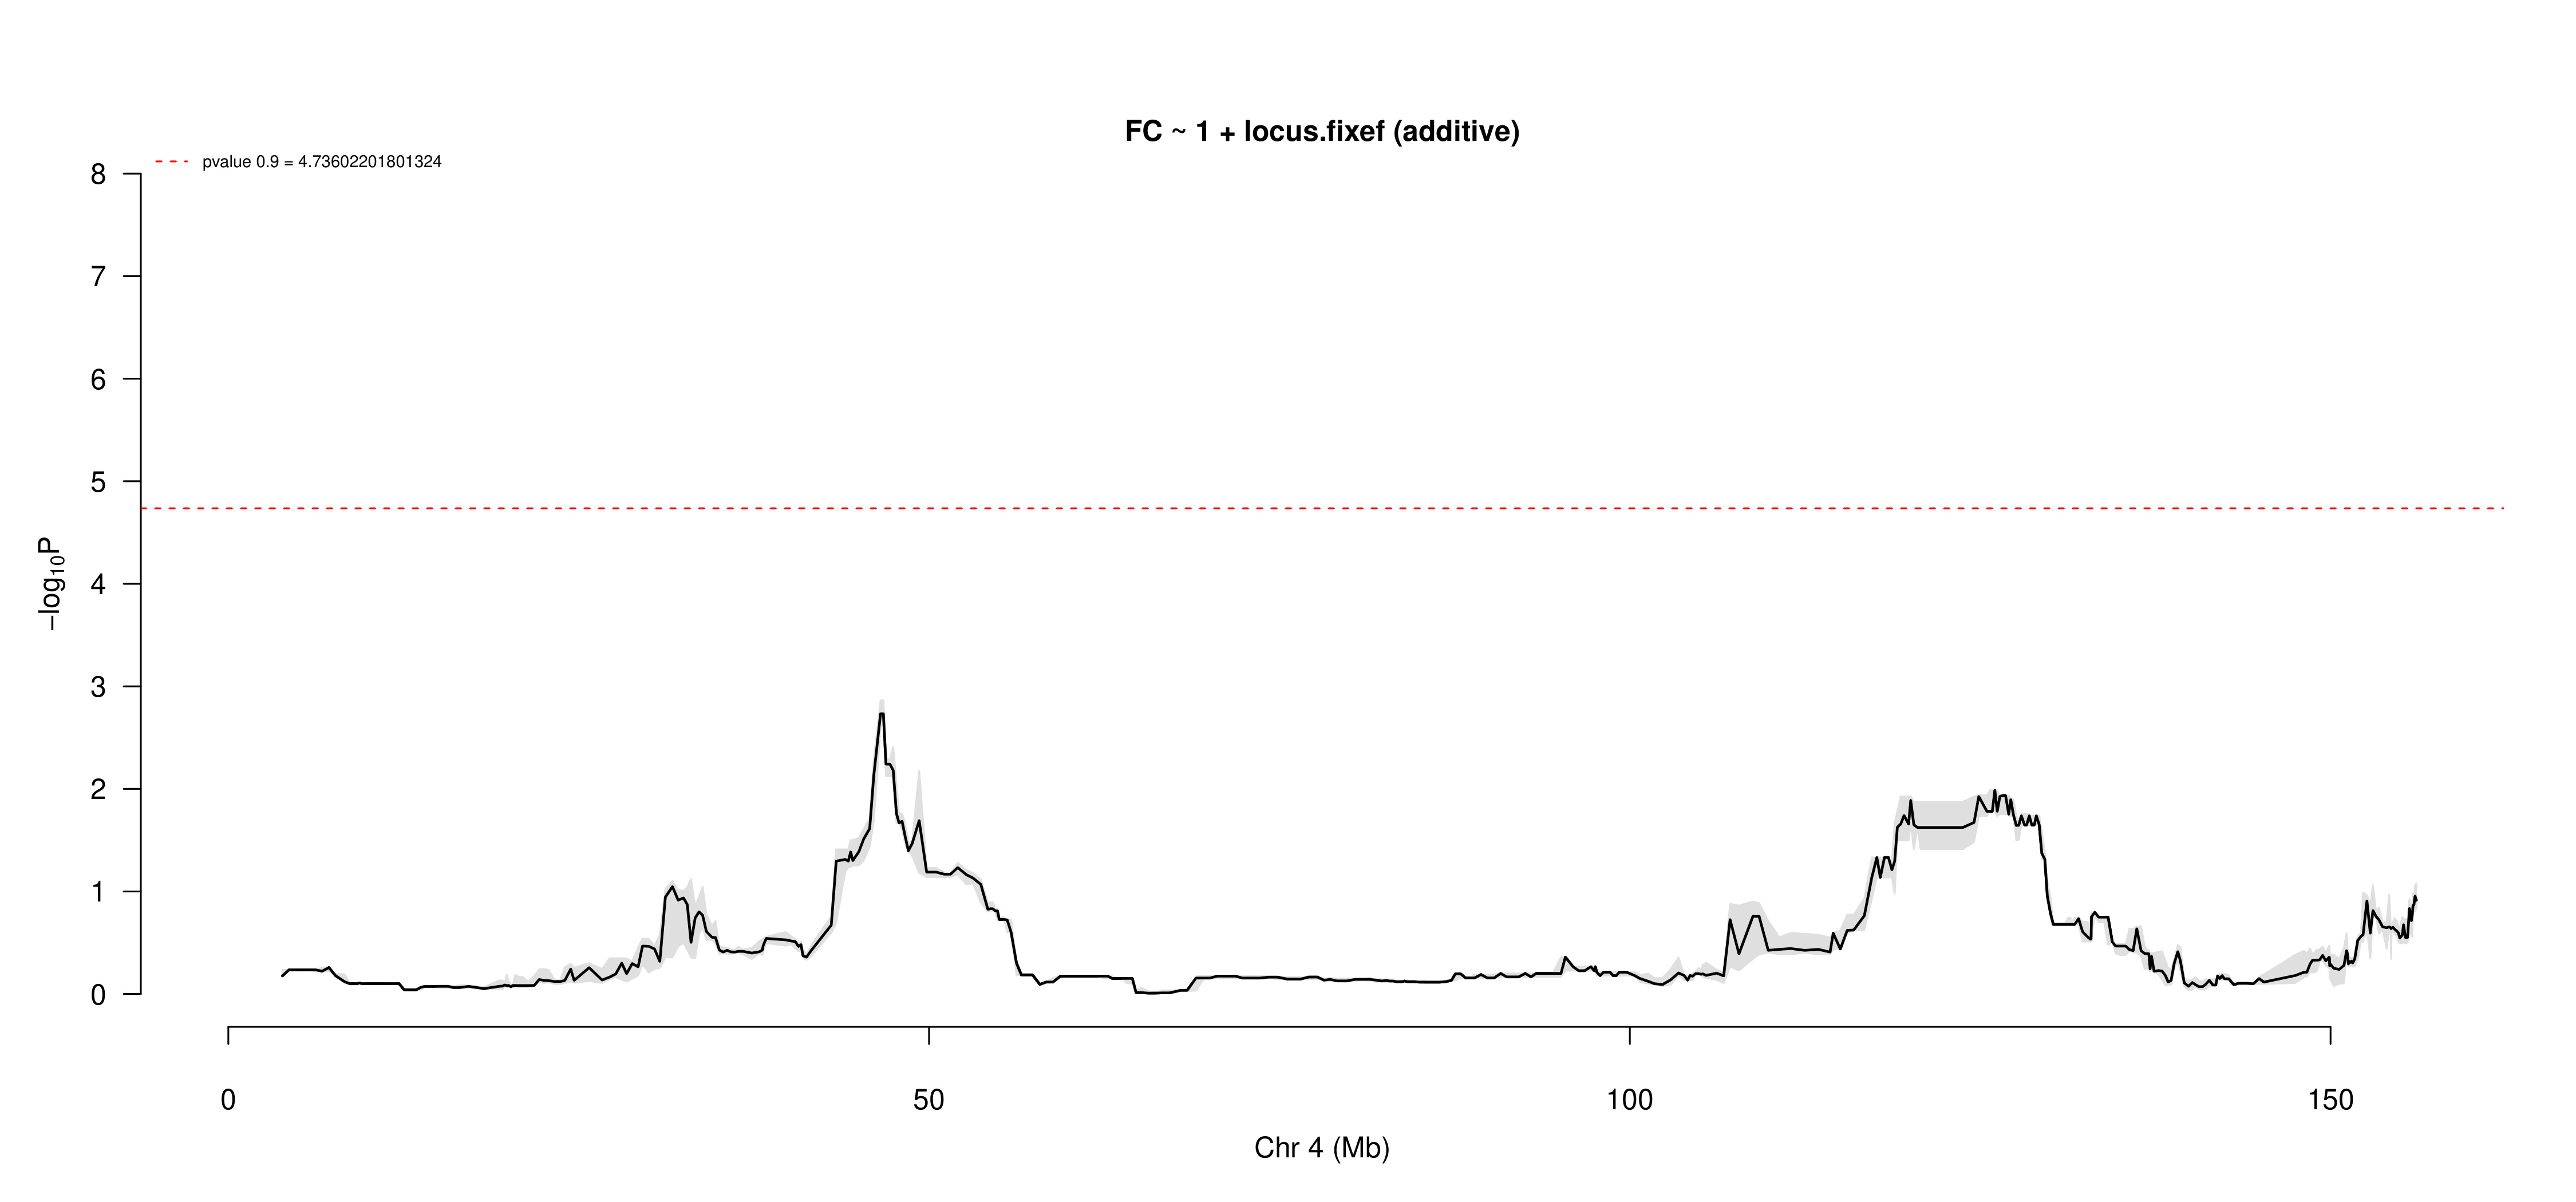 FC ~ 1 + locus.fixef (additive)
pvalue 0.9 = 4.73602201801324
8
7
6
5
4
3
2
1
0
−log10P
0 50 100 150
Chr 4 (Mb)